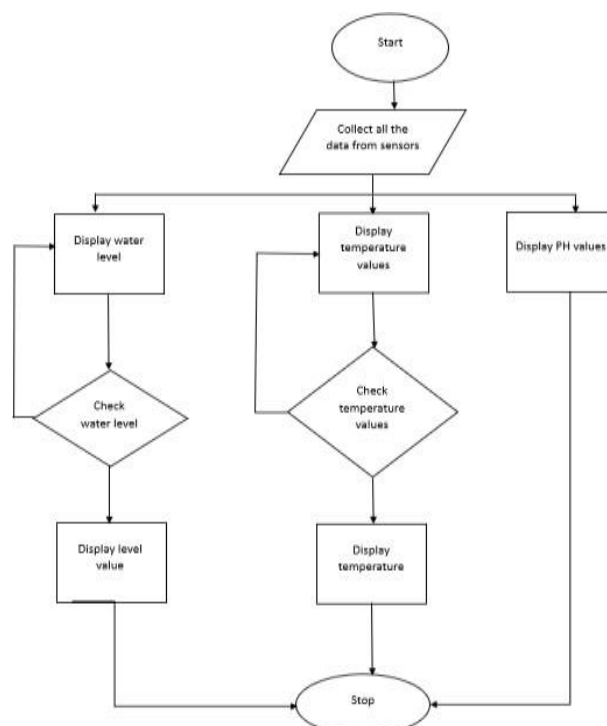 Start
Collect all the
data from sensors
Display water
level
Display
temperature
values
Display PH values
Check
water level
Check
temperature
values
Display level
value
Display
temperature
Stop